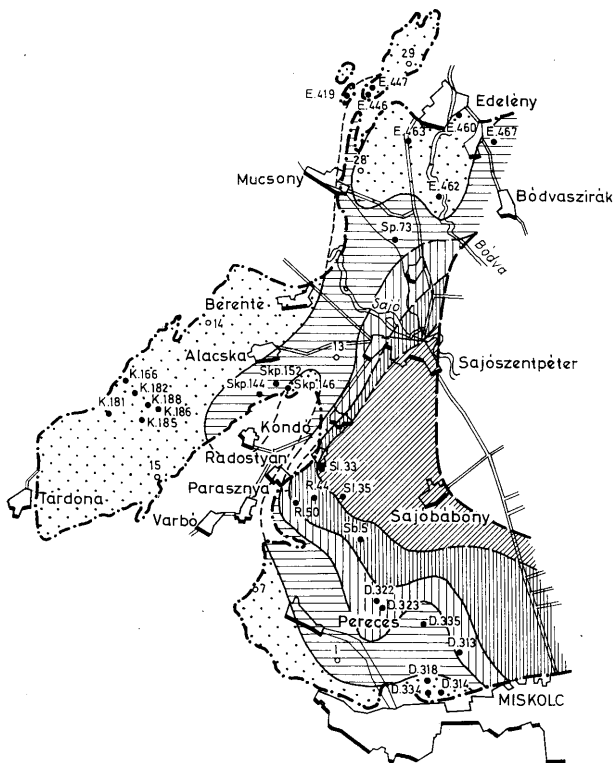 29
E.447
E.419
E.446
Edelény
E.463
E.460
E.467
28
Mucsony
E.462
Bódvaszirák
Sp.73
Bódva
Berente
Sajó
14
Alacska
13
Sajószentpéter
K.166
Skp.152
K.182
Skp.144
Skp.146
K.188
K.181
K.186
K.185
Kondó
Radostyán
Sl.33
15
Parasznya
R.44
Sl.35
Tardona
R.50
Sajóbábony
Varbó
Sb.5
7
D.322
D.323
Pereces
D.335
D.313
1
D.318
D.334
D.314
MISKOLC